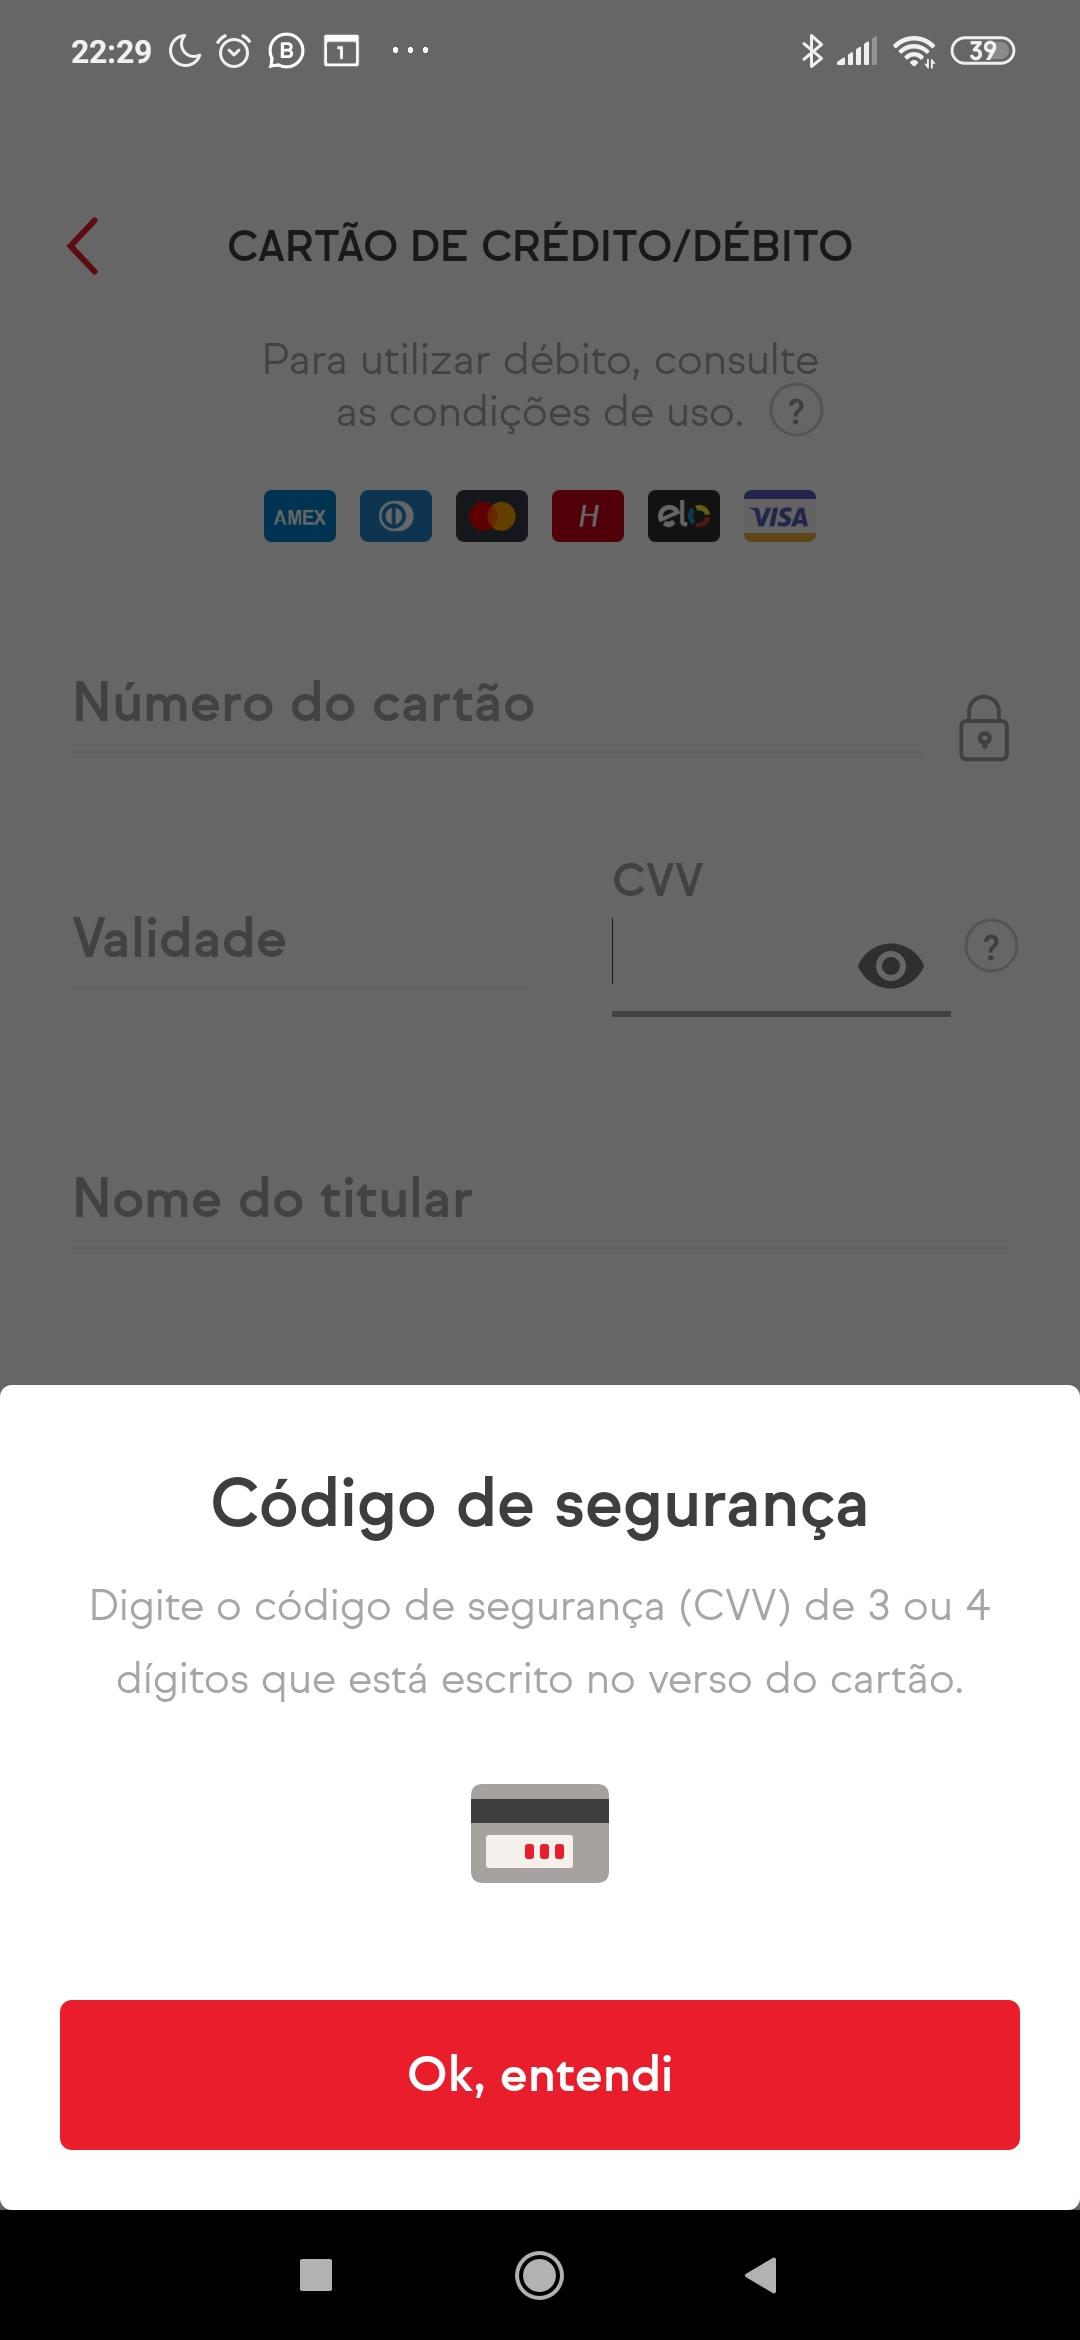 22:29
39
CARTÃO DE CRÉDITO/DÉBITO
Para utilizar débito, consulte
as condições de uso. ?
AMEX H elo VISA
Número do cartão
CVV
Validade ?
Nome do titular
Código de segurança
Digite o código de segurança (CVV) de 3 ou 4
dígitos que está escrito no verso do cartão.
Ok, entendi